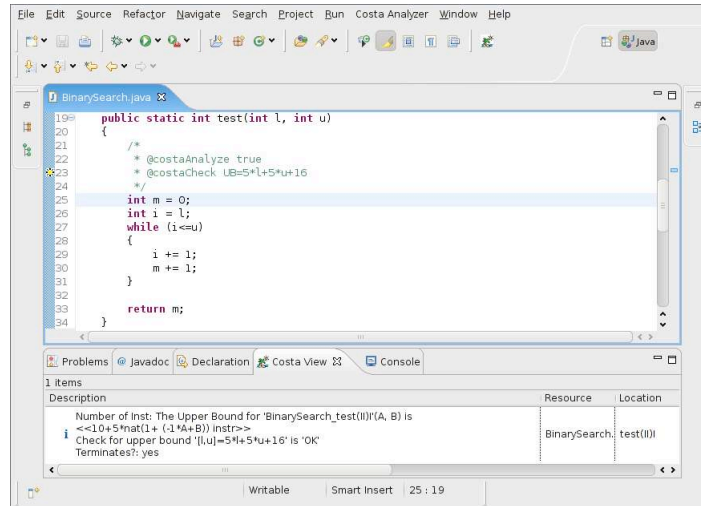 File Edit Source Refactor Navigate Search Project Run Costa Analyzer Window Help
Java
BinarySearch.java
19 public static int test(int l, int u)
20 {
21 /*
22 * @costaAnalyze true
23 * @costaCheck UB=5*l+5*u+16
24 */
25 int m = 0;
26 int i = l;
27 while (i<=u)
28 {
29 i += 1;
30 m += 1;
31 }
32
33 return m;
34 }
Problems @ Javadoc Declaration Costa View Console
1 items
Description Resource Location
Number of Inst: The Upper Bound for 'BinarySearch_test(II)I'(A, B) is
<<10+5*nat(1+ (-1*A+B)) instr>>
Check for upper bound '[l,u]=5*l+5*u+16' is 'OK'
Terminates?: yes
BinarySearch. test(II)I
Writable Smart Insert 25 : 19